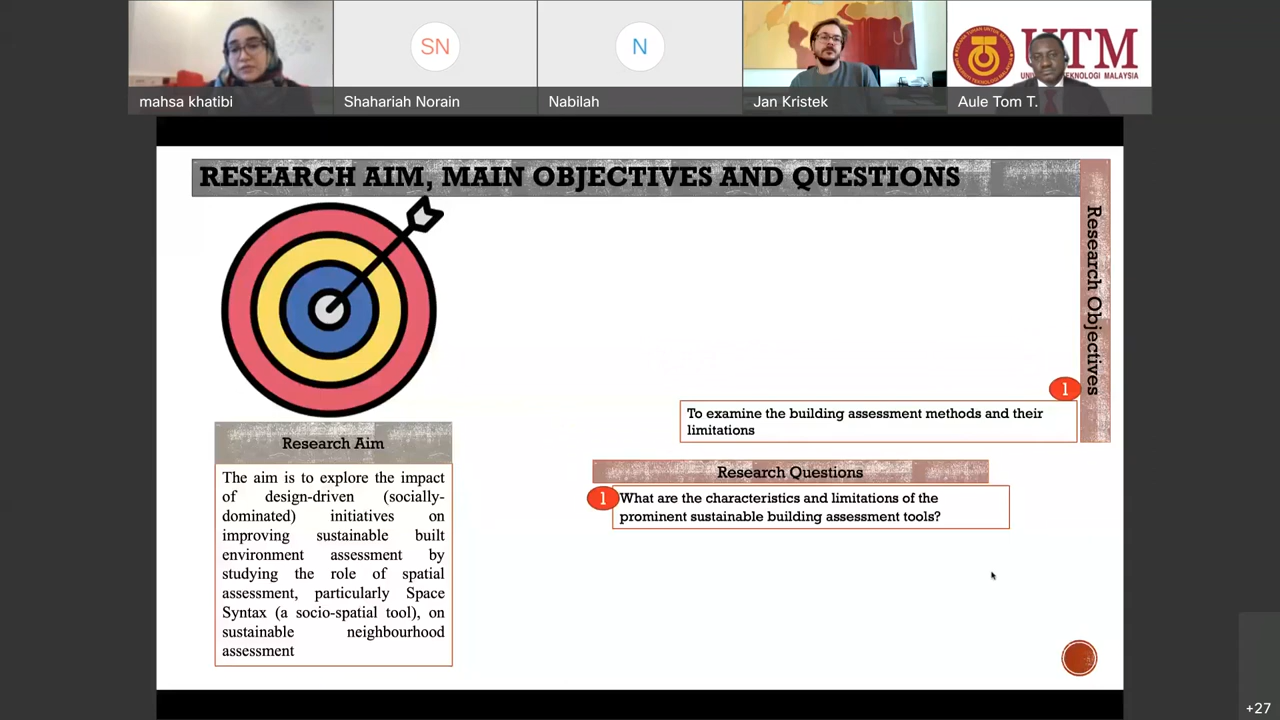 SN
N
UTM
UNIVERSITI TEKNOLOGI MALAYSIA
mahsa khatibi
Shahariah Norain
Nabilah
Jan Kristek
Aule Tom T.
RESEARCH AIM, MAIN OBJECTIVES AND QUESTIONS
Research Objectives
1
To examine the building assessment methods and their
limitations
Research Aim
The aim is to explore the impact
of design-driven (socially-
dominated) initiatives on
improving sustainable built
environment assessment by
studying the role of spatial
assessment, particularly Space
Syntax (a socio-spatial tool), on
sustainable neighbourhood
assessment
Research Questions
1
What are the characteristics and limitations of the
prominent sustainable building assessment tools?
+27